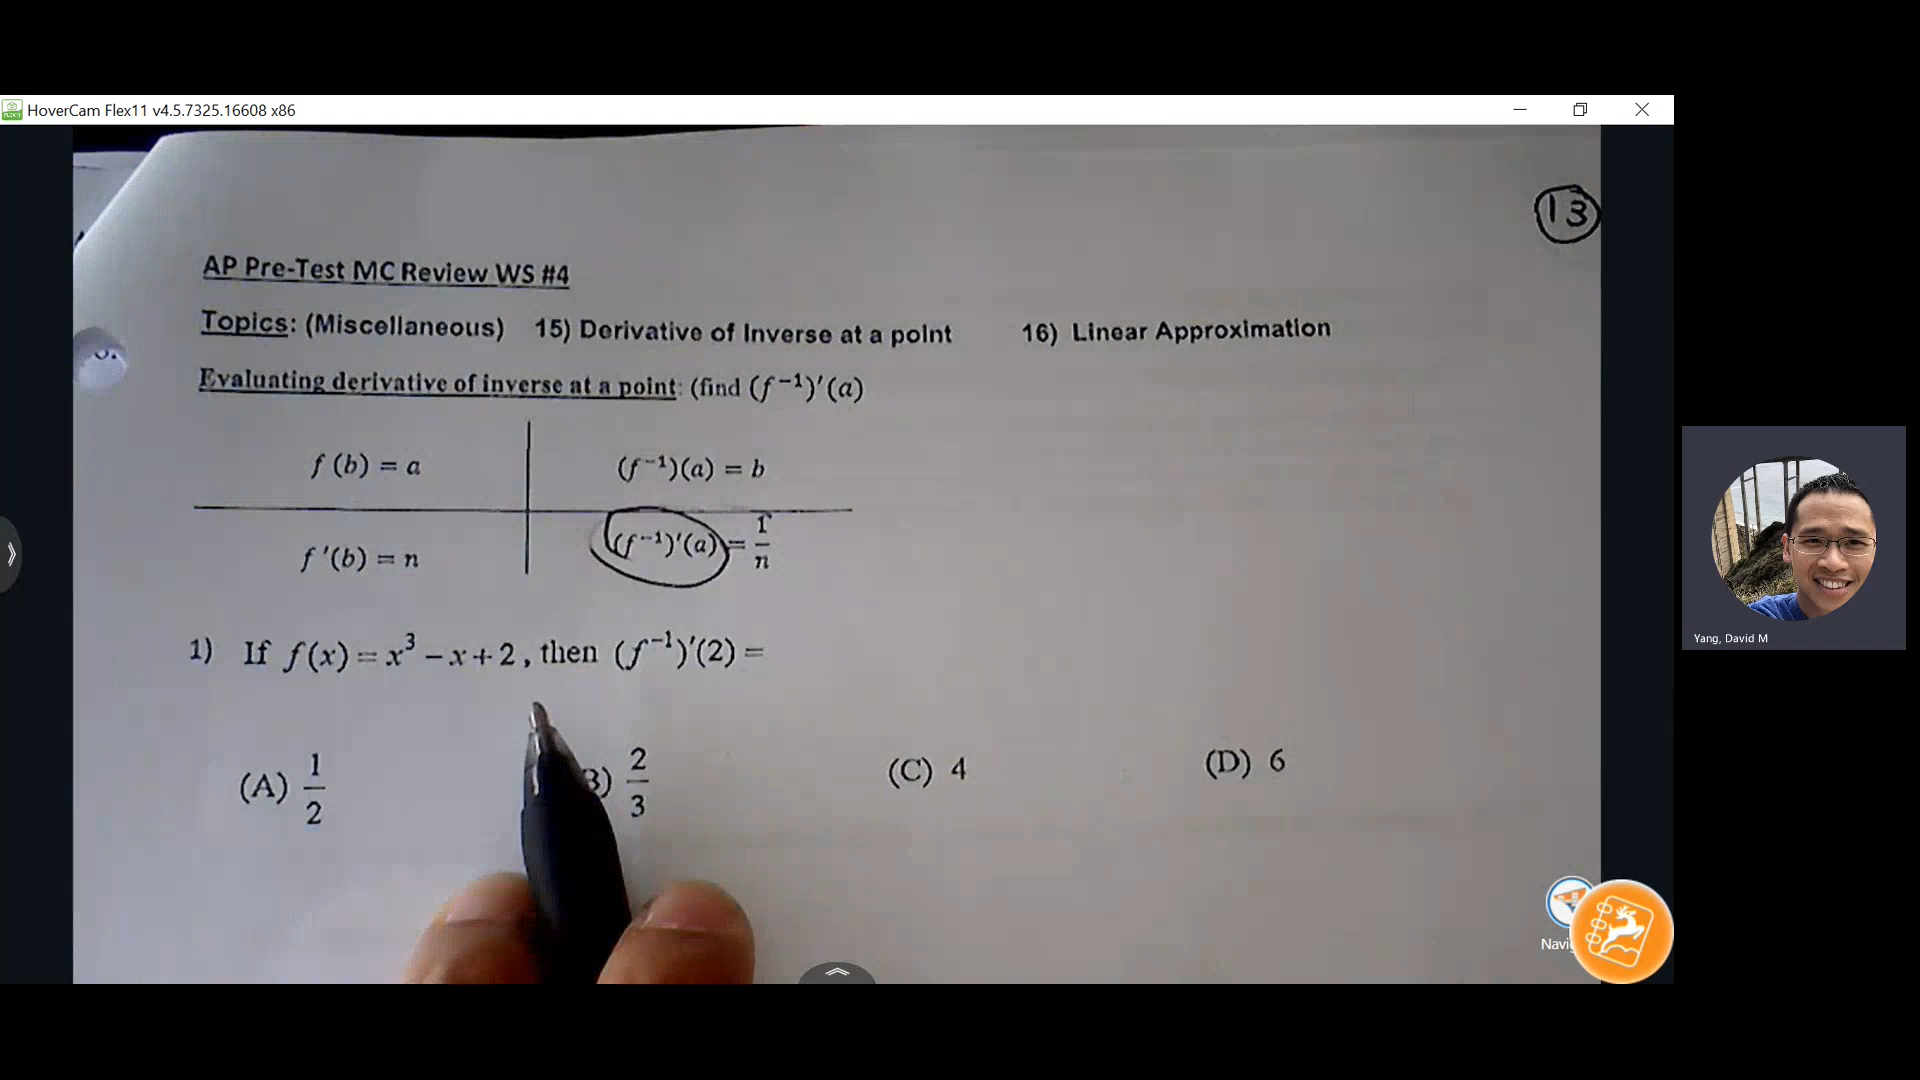 HoverCam Flex11 v4.5.7325.16608 x86
13
AP Pre-Test MC Review WS #4
Topics: (Miscellaneous) 15) Derivative of Inverse at a point 16) Linear Approximation
Evaluating derivative of inverse at a point: (find (f⁻¹)′(a)
f (b) = a (f⁻¹)(a) = b
f ′(b) = n (f⁻¹)′(a) = 1/n
1) If f(x) = x³ − x + 2, then (f⁻¹)′(2) =
(A) 1/2 B) 2/3 (C) 4 (D) 6
Yang, David M